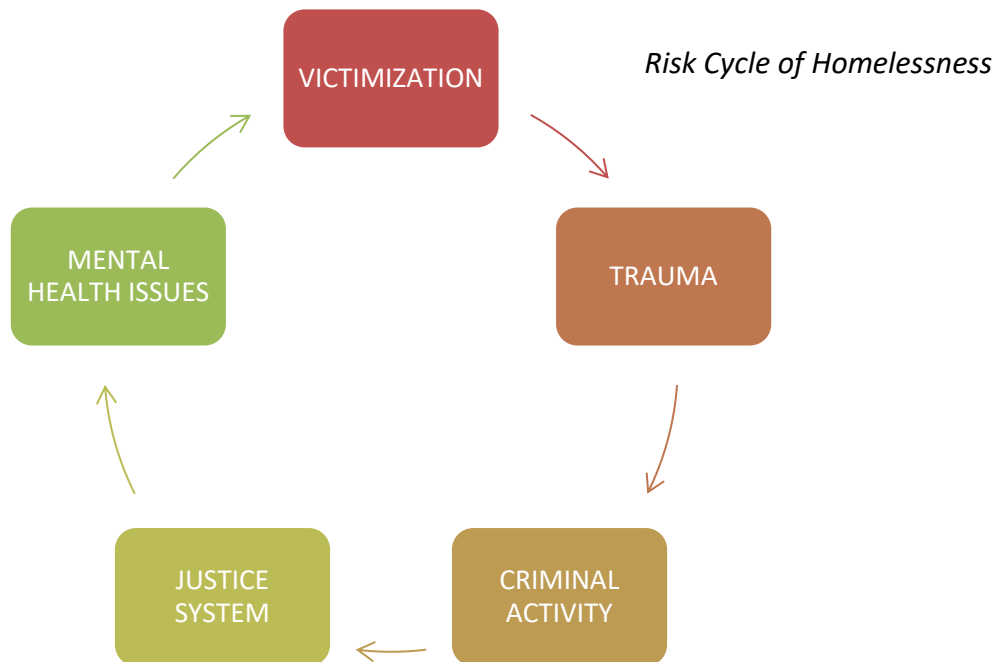 Risk Cycle of Homelessness
VICTIMIZATION
TRAUMA
CRIMINAL
ACTIVITY
JUSTICE
SYSTEM
MENTAL
HEALTH ISSUES